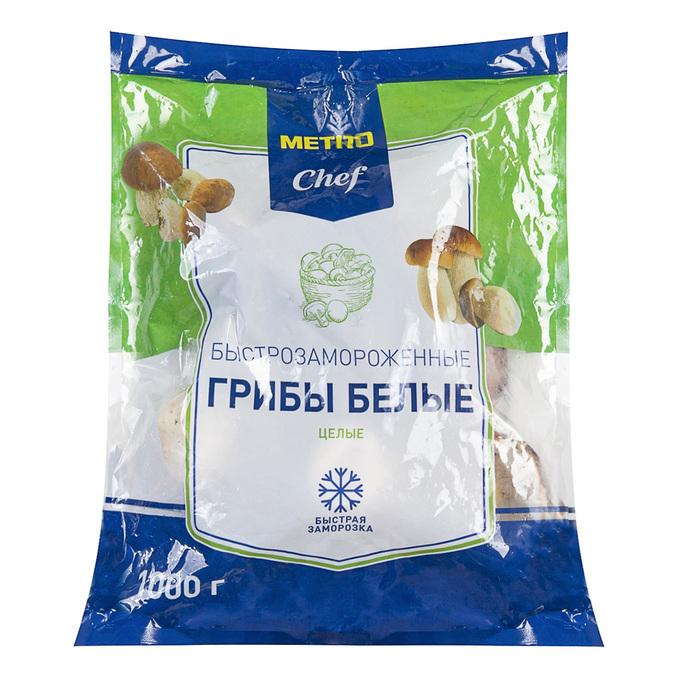 METRO
Chef
БЫСТРОЗАМОРОЖЕННЫЕ
ГРИБЫ БЕЛЫЕ
ЦЕЛЫЕ
БЫСТРАЯ
ЗАМОРОЗКА
1000 г